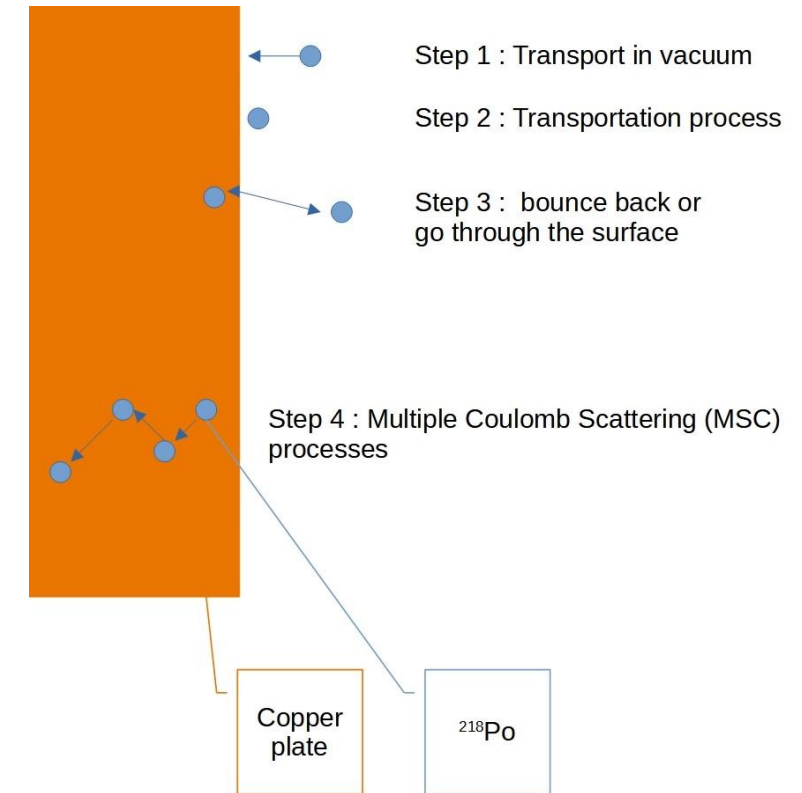 Step 1 : Transport in vacuum
Step 2 : Transportation process
Step 3 :  bounce back or
go through the surface
Step 4 : Multiple Coulomb Scattering (MSC)
processes
Copper
plate
²¹⁸Po